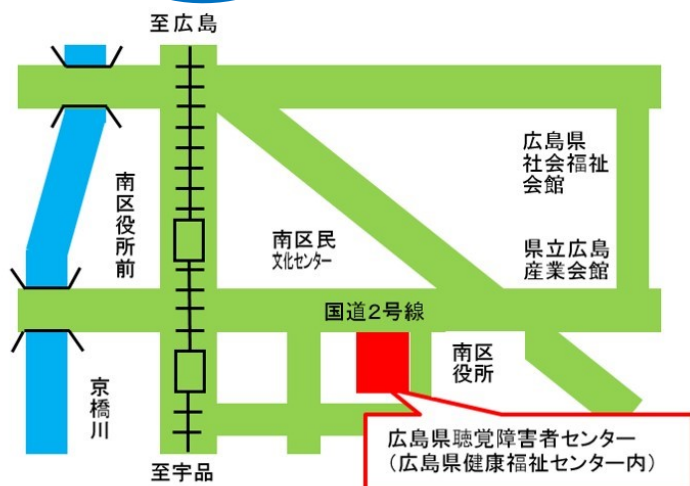 至広島
広島県
社会福祉
会館
南区役所前
南区民
文化センター
県立広島
産業会館
国道2号線
南区
役所
京橋川
広島県聴覚障害者センター
（広島県健康福祉センター内）
至宇品